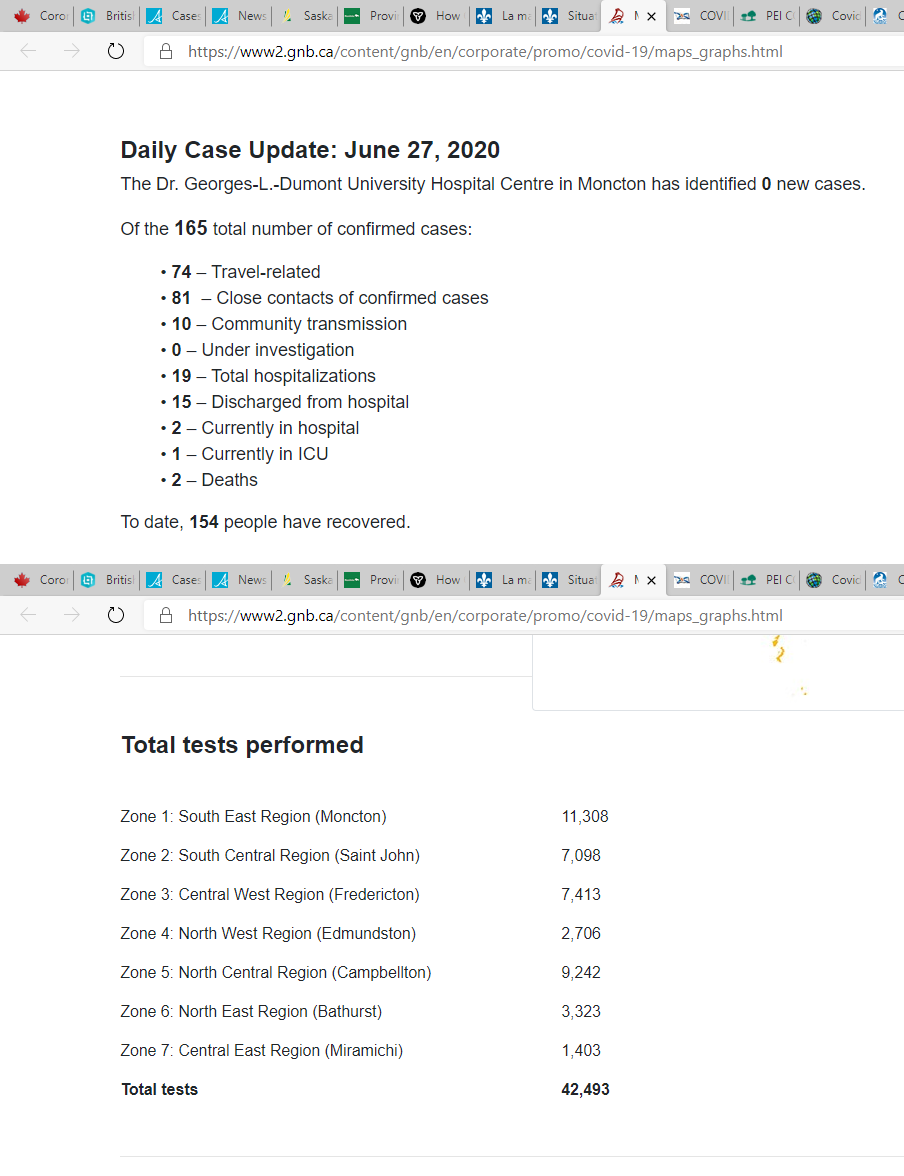 Coro Britis Cases News Saska Provi How La ma Situa COVI PEI C Covid
https://www2.gnb.ca/content/gnb/en/corporate/promo/covid-19/maps_graphs.html
Daily Case Update: June 27, 2020
The Dr. Georges-L.-Dumont University Hospital Centre in Moncton has identified 0 new cases.
Of the 165 total number of confirmed cases:
• 74 – Travel-related
• 81 – Close contacts of confirmed cases
• 10 – Community transmission
• 0 – Under investigation
• 19 – Total hospitalizations
• 15 – Discharged from hospital
• 2 – Currently in hospital
• 1 – Currently in ICU
• 2 – Deaths
To date, 154 people have recovered.
Coro Britis Cases News Saska Provi How La ma Situa COVI PEI C Covid
https://www2.gnb.ca/content/gnb/en/corporate/promo/covid-19/maps_graphs.html
Total tests performed
Zone 1: South East Region (Moncton) 11,308
Zone 2: South Central Region (Saint John) 7,098
Zone 3: Central West Region (Fredericton) 7,413
Zone 4: North West Region (Edmundston) 2,706
Zone 5: North Central Region (Campbellton) 9,242
Zone 6: North East Region (Bathurst) 3,323
Zone 7: Central East Region (Miramichi) 1,403
Total tests 42,493